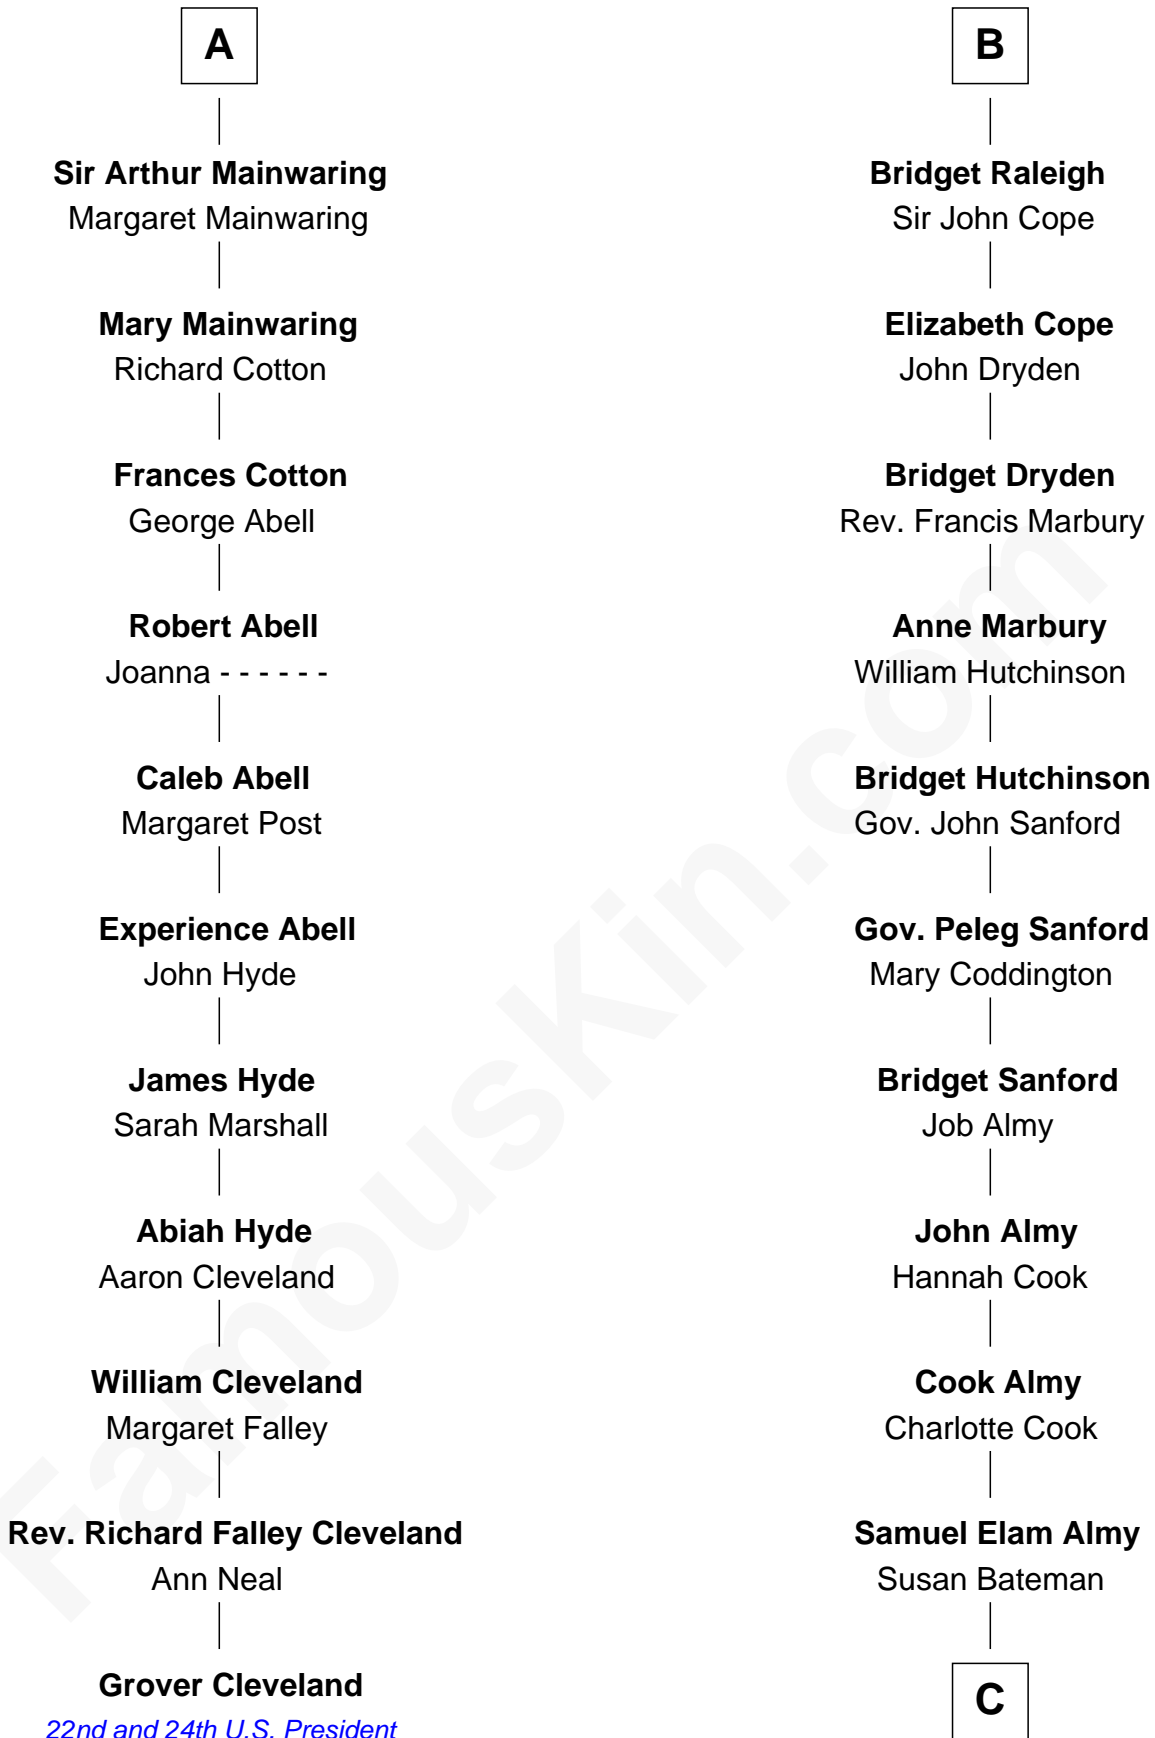 A
Sir Arthur Mainwaring
Margaret Mainwaring
Mary Mainwaring
Richard Cotton
Frances Cotton
George Abell
Robert Abell
Joanna - - - - - -
Caleb Abell
Margaret Post
Experience Abell
John Hyde
James Hyde
Sarah Marshall
Abiah Hyde
Aaron Cleveland
William Cleveland
Margaret Falley
Rev. Richard Falley Cleveland
Ann Neal
Grover Cleveland
22nd and 24th U.S. President
B
Bridget Raleigh
Sir John Cope
Elizabeth Cope
John Dryden
Bridget Dryden
Rev. Francis Marbury
Anne Marbury
William Hutchinson
Bridget Hutchinson
Gov. John Sanford
Gov. Peleg Sanford
Mary Coddington
Bridget Sanford
Job Almy
John Almy
Hannah Cook
Cook Almy
Charlotte Cook
Samuel Elam Almy
Susan Bateman
C
FamousKin.com